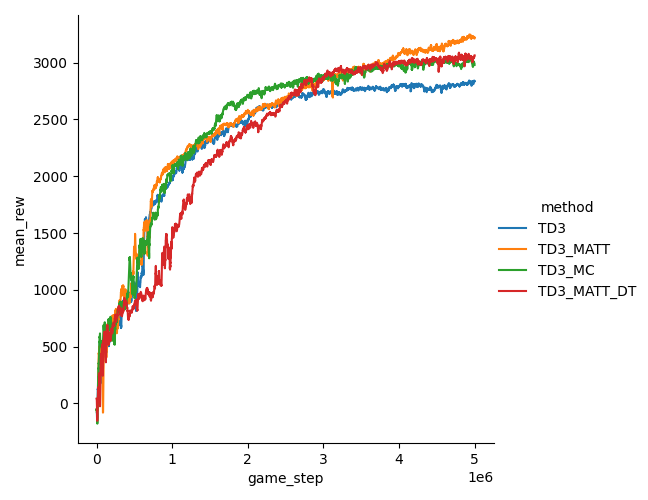 3000
2500
2000
1500
1000
500
0
mean_rew
0
1
2
3
4
5
1e6
game_step
method
TD3
TD3_MATT
TD3_MC
TD3_MATT_DT